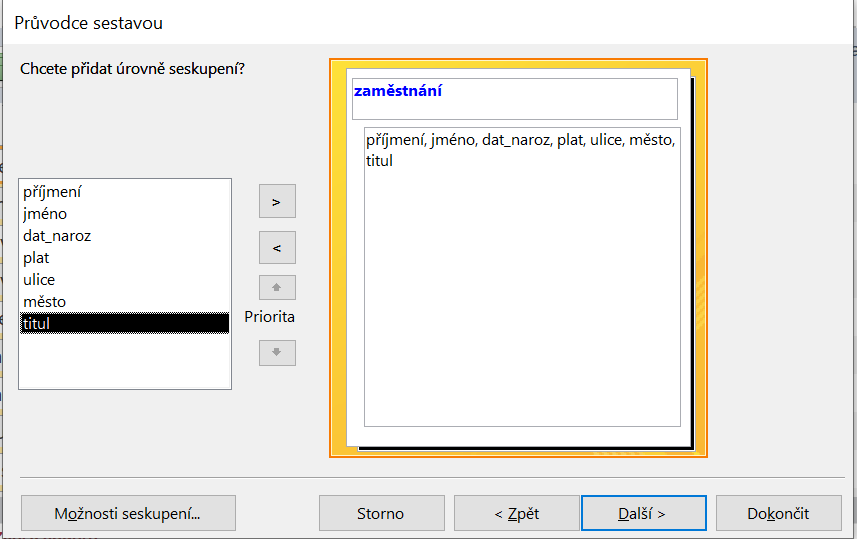 Průvodce sestavou
Chcete přidat úrovně seskupení?
příjmení
jméno
dat_naroz
plat
ulice
město
titul
>
<
Priorita
zaměstnání
příjmení, jméno, dat_naroz, plat, ulice, město,
titul
Možnosti seskupení...
Storno
< Zpět
Další >
Dokončit